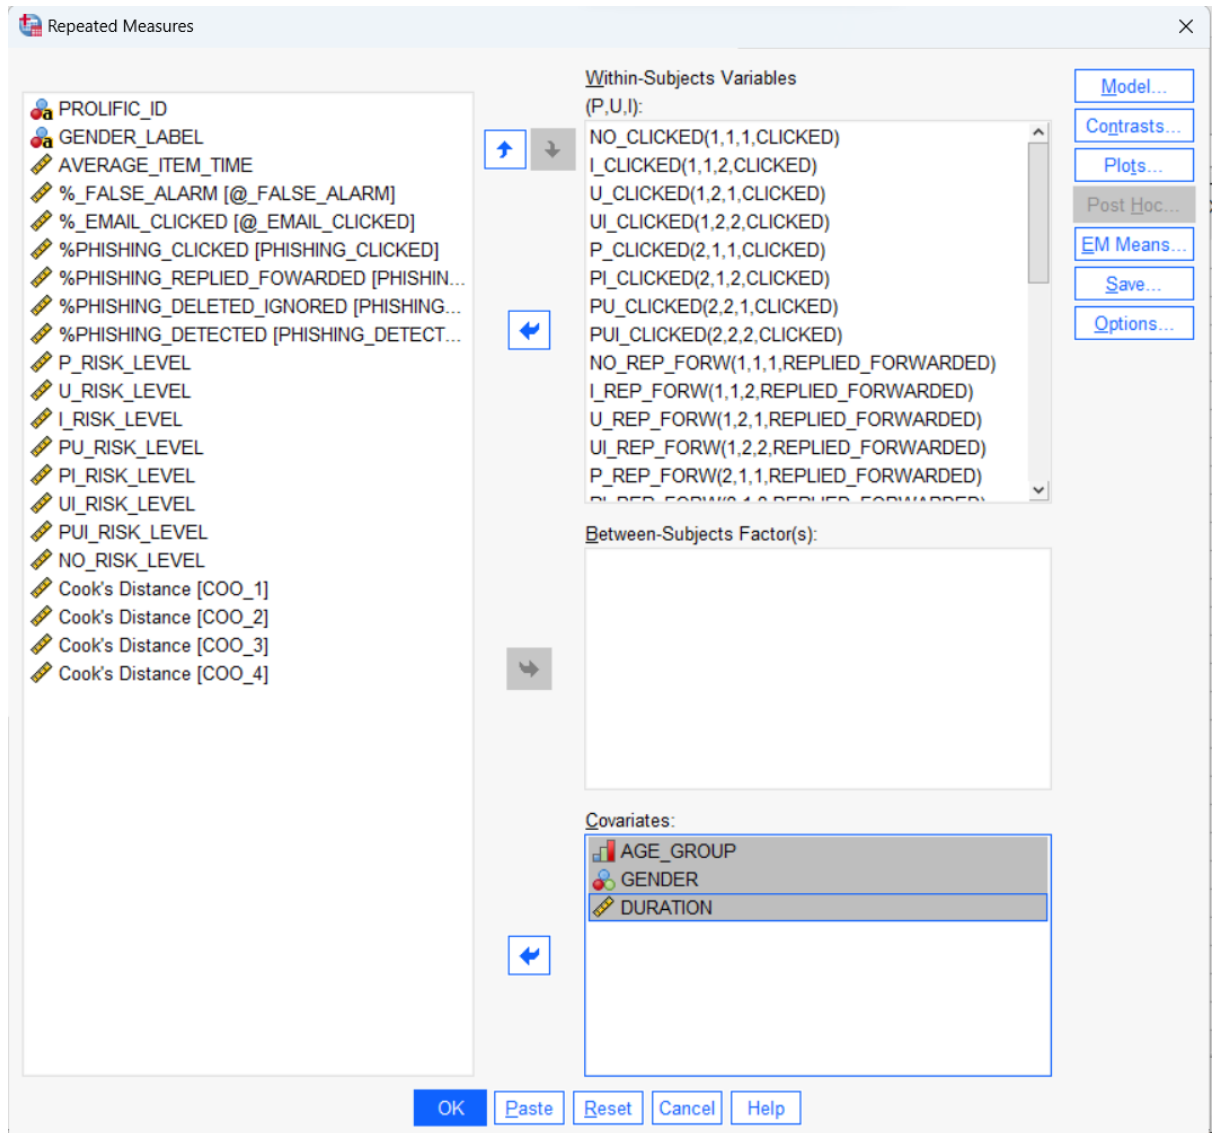 Repeated Measures
PROLIFIC_ID
GENDER_LABEL
AVERAGE_ITEM_TIME
%_FALSE_ALARM [@_FALSE_ALARM]
%_EMAIL_CLICKED [@_EMAIL_CLICKED]
%PHISHING_CLICKED [PHISHING_CLICKED]
%PHISHING_REPLIED_FOWARDED [PHISHIN...
%PHISHING_DELETED_IGNORED [PHISHING...
%PHISHING_DETECTED [PHISHING_DETECT...
P_RISK_LEVEL
U_RISK_LEVEL
I_RISK_LEVEL
PU_RISK_LEVEL
PI_RISK_LEVEL
UI_RISK_LEVEL
PUI_RISK_LEVEL
NO_RISK_LEVEL
Cook's Distance [COO_1]
Cook's Distance [COO_2]
Cook's Distance [COO_3]
Cook's Distance [COO_4]
Within-Subjects Variables
(P,U,I):
NO_CLICKED(1,1,1,CLICKED)
I_CLICKED(1,1,2,CLICKED)
U_CLICKED(1,2,1,CLICKED)
UI_CLICKED(1,2,2,CLICKED)
P_CLICKED(2,1,1,CLICKED)
PI_CLICKED(2,1,2,CLICKED)
PU_CLICKED(2,2,1,CLICKED)
PUI_CLICKED(2,2,2,CLICKED)
NO_REP_FORW(1,1,1,REPLIED_FORWARDED)
I_REP_FORW(1,1,2,REPLIED_FORWARDED)
U_REP_FORW(1,2,1,REPLIED_FORWARDED)
UI_REP_FORW(1,2,2,REPLIED_FORWARDED)
P_REP_FORW(2,1,1,REPLIED_FORWARDED)
Between-Subjects Factor(s):
Covariates:
AGE_GROUP
GENDER
DURATION
Model...
Contrasts...
Plots...
Post Hoc...
EM Means...
Save...
Options...
OK
Paste
Reset
Cancel
Help